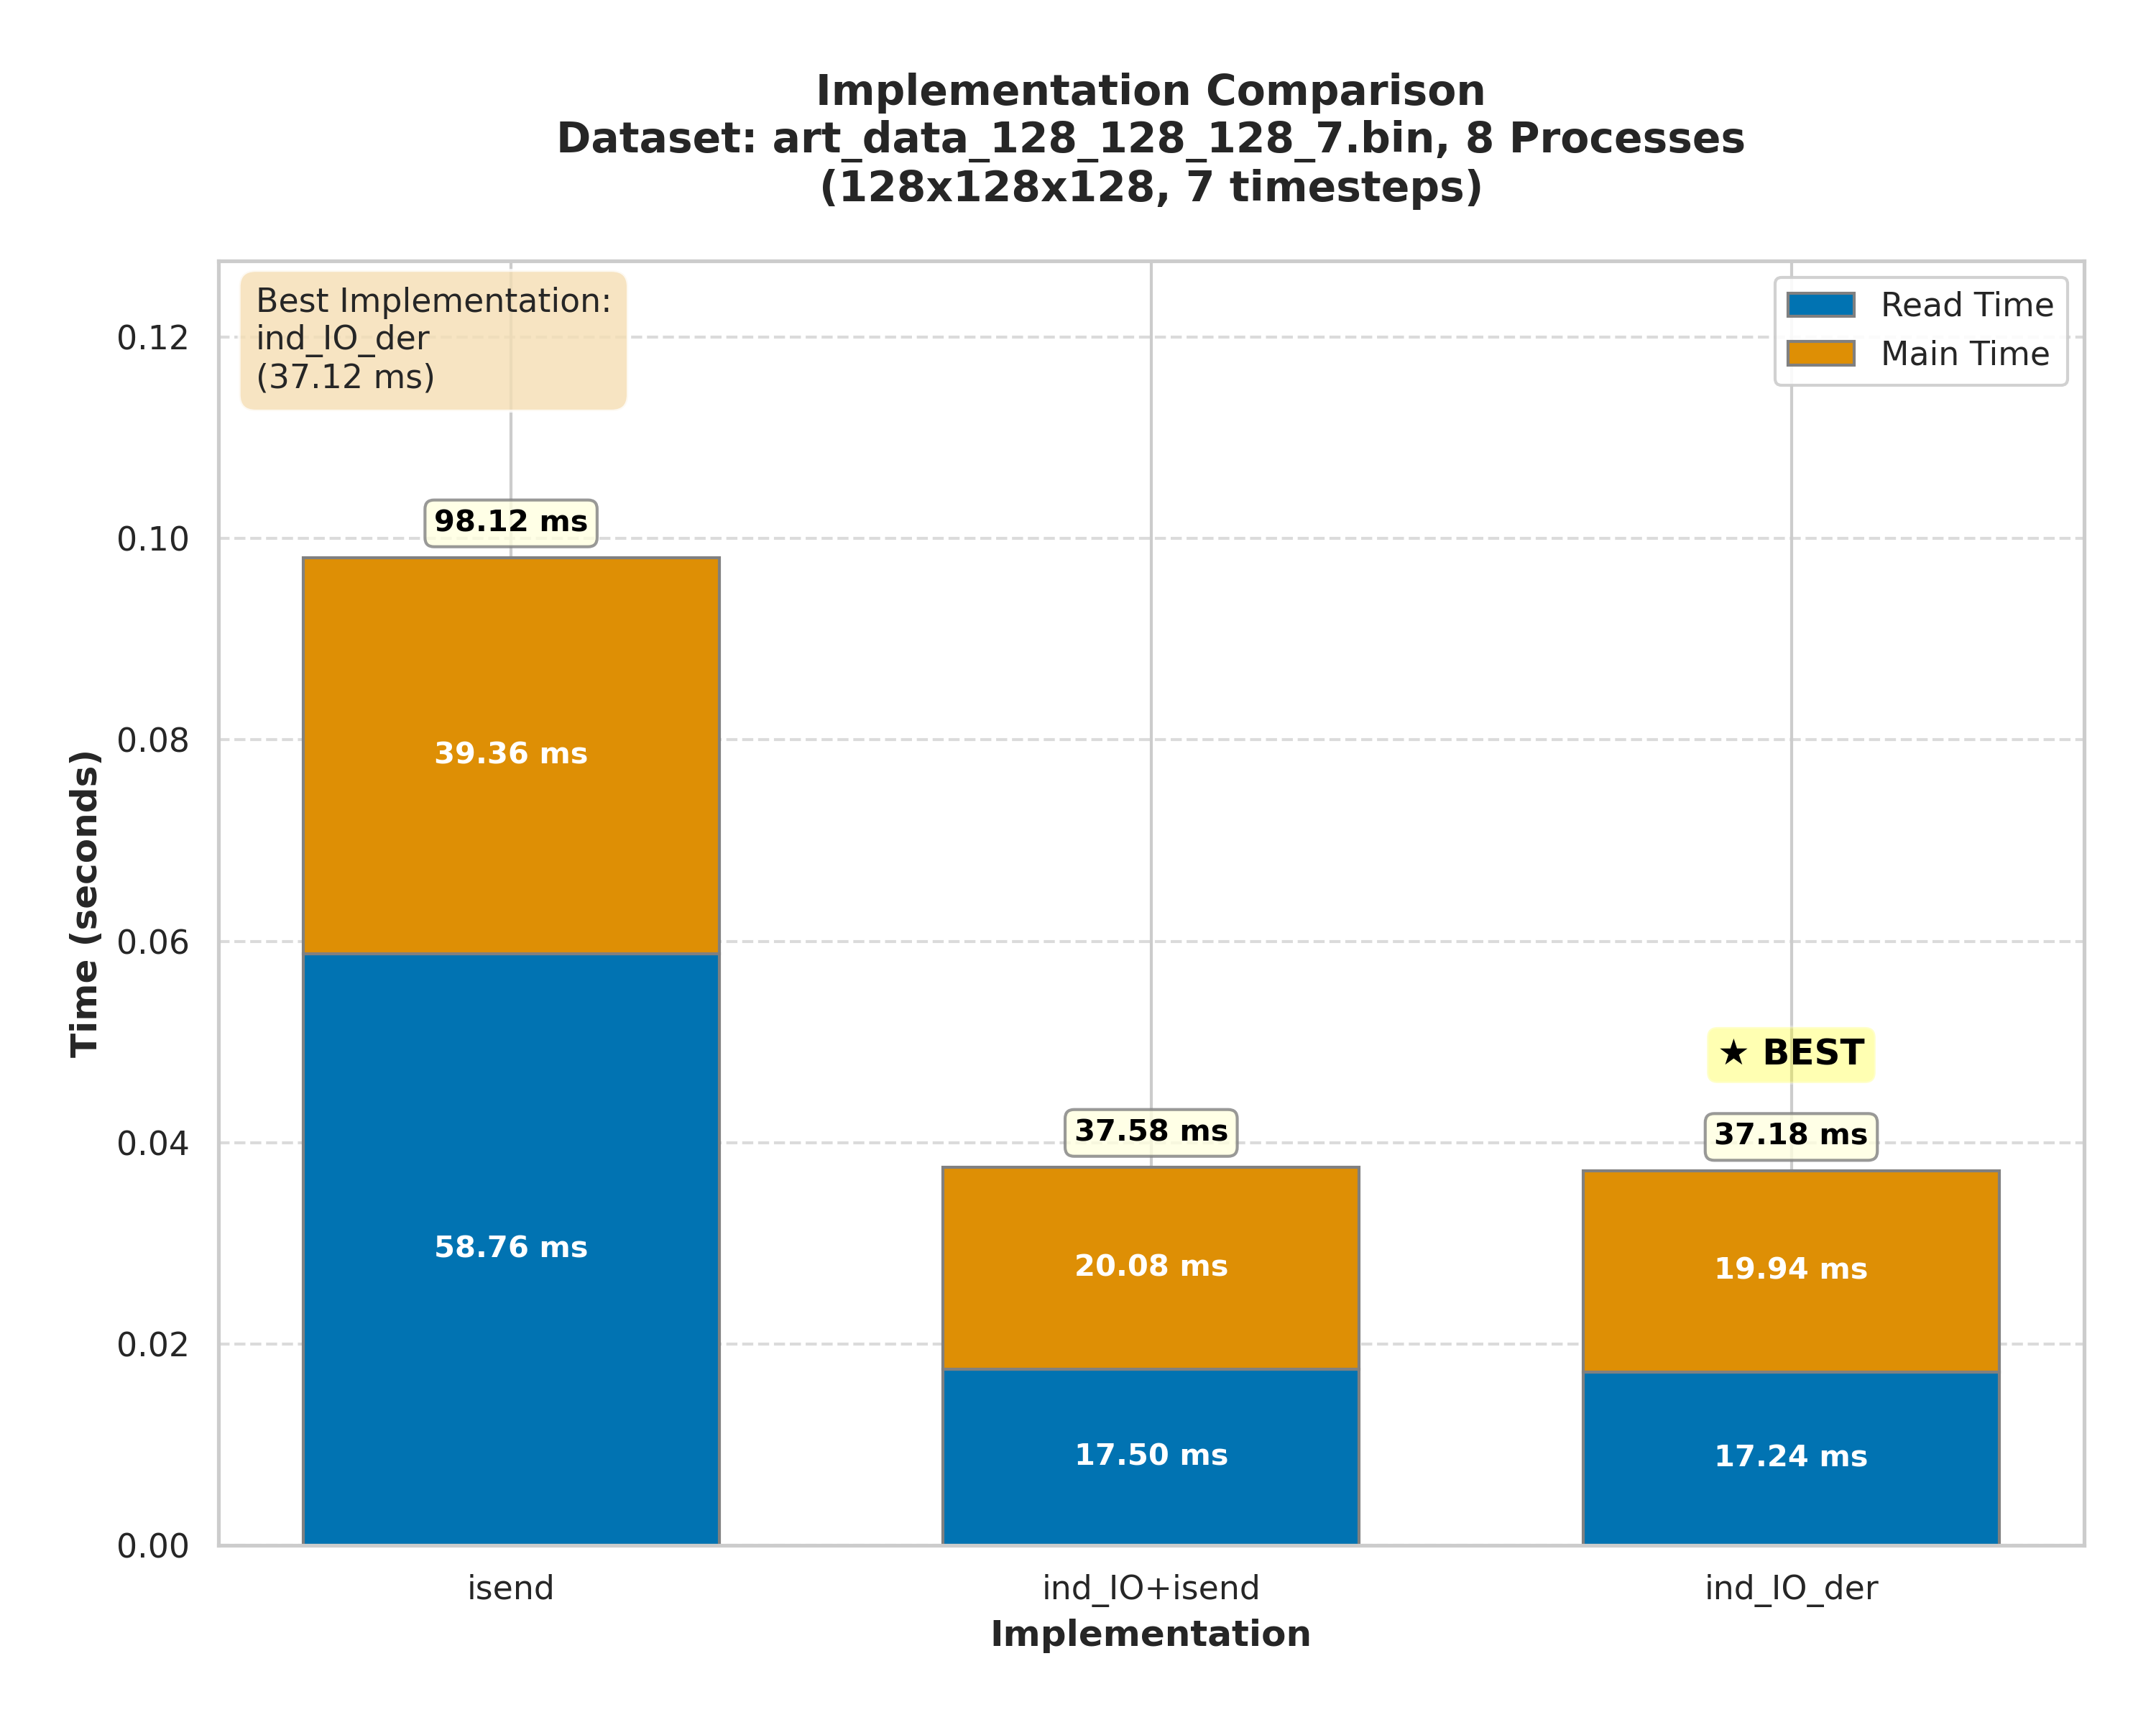 Implementation Comparison
Dataset: art_data_128_128_128_7.bin, 8 Processes
(128x128x128, 7 timesteps)
Best Implementation:
ind_IO_der
(37.12 ms)
Read Time
Main Time
Time (seconds)
0.12
0.10
0.08
0.06
0.04
0.02
0.00
98.12 ms
39.36 ms
58.76 ms
37.58 ms
20.08 ms
17.50 ms
★ BEST
37.18 ms
19.94 ms
17.24 ms
isend
ind_IO+isend
ind_IO_der
Implementation